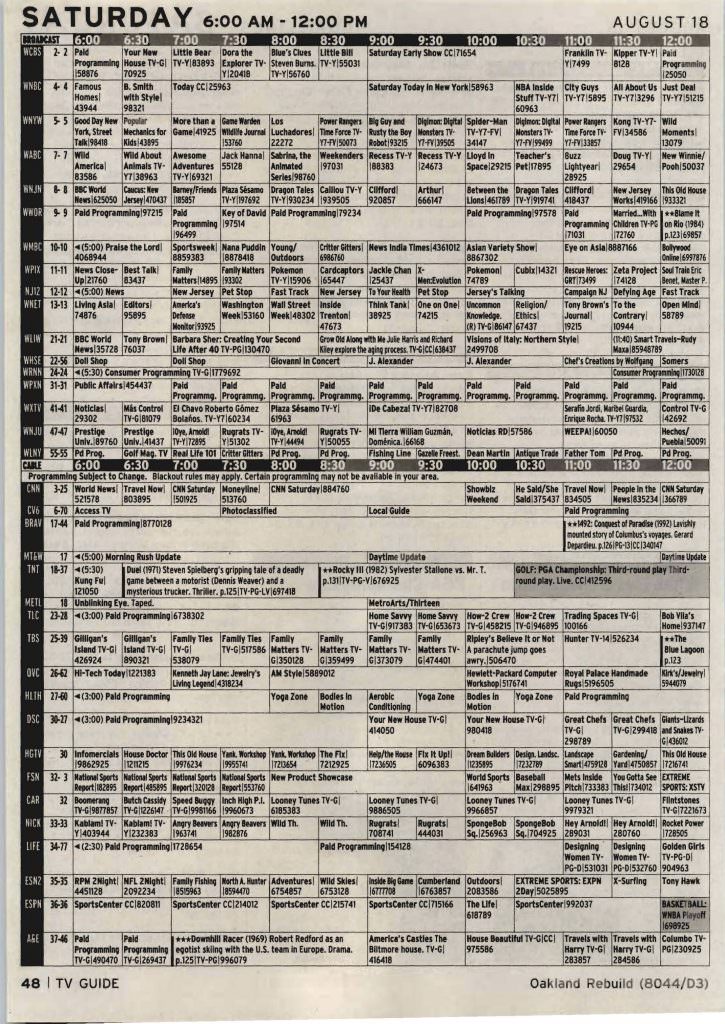 SATURDAY 6:00 AM - 12:00 PM AUGUST 18
BROADCAST 6:00 6:30 7:00 7:30 8:00 8:30 9:00 9:30 10:00 10:30 11:00 11:30 12:00
WCBS 2- 2 Paid Programming |58876 Your New House TV-G| 70925 Little Bear TV-Y|83893 Dora the Explorer TV-Y|20418 Blue's Clues Steven Burns. TV-Y|56760 Little Bill TV-Y|55031 Saturday Early Show CC|71654 Franklin TV-Y|7499 Kipper TV-Y| 8128 Paid Programming |25050
WNBC 4- 4 Famous Homes| 43944 B. Smith with Style| 98321 Today CC|25963 Saturday Today in New York|58963 NBA Inside Stuff TV-Y7| 60963 City Guys TV-Y7|5895 All About Us TV-Y7|3296 Just Deal TV-Y7|51215
WNYW 5- 5 Good Day New York, Street Talk|98418 Popular Mechanics for Kids|43895 More than a Game|41925 Game Warden Wildlife Journal |53760 Los Luchadores| 22272 Power Rangers Time Force TV-Y7-FV|50073 Big Guy and Rusty the Boy Robot|93215 Digimon: Digital Monsters TV-Y7-FV|39505 Spider-Man TV-Y7-FV| 34147 Digimon: Digital Monsters TV-Y7-FV|99499 Power Rangers Time Force TV-Y7-FV|33857 Kong TV-Y7-FV|34586 Wild Moments| 13079
WABC 7- 7 Wild America| 83586 Wild About Animals TV-Y7|38963 Awesome Adventures TV-Y|69321 Jack Hanna| 55128 Sabrina, the Animated Series|98760 Weekenders |97031 Recess TV-Y |88383 Recess TV-Y |24673 Lloyd in Space|29215 Teacher's Pet|17895 Buzz Lightyear| 28925 Doug TV-Y| 29654 New Winnie/ Pooh|50037
WNJN 8- 8 BBC World News|625050 Caucus: New Jersey|470437 Barney/Friends |185857 Plaza Sésamo TV-Y|197692 Dragon Tales TV-Y|930234 Caillou TV-Y |939505 Clifford| 920857 Arthur| 666147 Between the Lions|461789 Dragon Tales TV-Y|919741 Clifford| 418437 New Jersey Works|419166 This Old House |933321
WWOR 9- 9 Paid Programming|97215 Paid Programming |96499 Key of David |97514 Paid Programming|79234 Paid Programming|97578 Paid Programming |71031 Married...With Children TV-PG |72760 ★★Blame It on Rio (1984) p.123|69857
WMBC 10-10 ◄(5:00) Praise the Lord| 4068944 Sportsweek| 8859383 Nana Puddin |8878418 Young/ Outdoors Critter Gitters| 6986760 News India Times|4361012 Asian Variety Show| 8867302 Eye on Asia|8887166 Bollywood Online|6997876
WPIX 11-11 News Close-Up|21760 Best Talk| 83437 Family Matters|14895 Family Matters |93302 Pokemon TV-Y|15906 Cardcaptors |65447 Jackie Chan |25437 X-Men:Evolution Pokemon| 74789 Cubix|14321 Rescue Heroes: GRT|73499 Zeta Project |74128 Soul Train Eric Benet, Master P.
NJ12 12-12 ◄(5:00) News New Jersey Pet Stop Fast Track New Jersey To Your Health Pet Stop Jersey's Talking Campaign NJ Defying Age Fast Track
WNET 13-13 Living Asia| 74876 Editors| 95895 America's Defense Monitor|93925 Washington Week|53160 Wall Street Week|48302 Inside Trenton| 47673 Think Tank| 38925 One on One| 74215 Uncommon Knowledge. (R) TV-G|86147 Religion/ Ethics| 67437 Tony Brown's Journal| 19215 To the Contrary| 10944 Open Mind| 58789
WLIW 21-21 BBC World News|35728 Tony Brown| 76037 Barbara Sher: Creating Your Second Life After 40 TV-PG|130470 Grow Old Along with Me Julie Harris and Richard Kiley explore the aging process. TV-G|CC|638437 Visions of Italy: Northern Style| 2499708 (11:40) Smart Travels--Rudy Maxa|85948789
WHSE 22-56 Doll Shop Doll Shop Giovanni in Concert J. Alexander J. Alexander Chef's Creations by Wolfgang Somers
WRNN 24-24 ◄(5:30) Consumer Programming TV-G|1779692 Consumer Programming|1730128
WPXN 31-31 Public Affairs|454437 Paid Programmg. Paid Programmg. Paid Programmg. Paid Programmg. Paid Programmg. Paid Programmg. Paid Programmg. Paid Programmg. Paid Programmg. Paid Programmg. Paid Programmg.
WXTV 41-41 Noticias| 29302 Más Control TV-G|81079 El Chavo Roberto Gómez Bolaños. TV-Y7|60234 Plaza Sésamo TV-Y| 63963 ¡De Cabeza! TV-Y7|82708 Serafín Jordi, Maribel Guardia, Enrique Rocha. TV-Y7|97532 Control TV-G |42692
WNJU 47-47 Prestige Univ.|89760 Prestige Univ.|41437 ¡Oye, Arnold! TV-Y|72895 Rugrats TV-Y|51302 ¡Oye, Arnold! TV-Y|44494 Rugrats TV-Y|50055 Mi Tierra William Guzmán, Doménica.|66168 Noticias RD|57586 WEEPA!|60050 Hechos/ Puebla|50091
WLNY 55-55 Pd Prog. Golf Mag. TV Real Life 101 Critter Gitters Pd Prog. Pd Prog. Fishing Line Gazelle Freest. Dean Martin Antique Trade Father Tom Pd Prog. Pd Prog.
CABLE 6:00 6:30 7:00 7:30 8:00 8:30 9:00 9:30 10:00 10:30 11:00 11:30 12:00
Programming Subject to Change. Blackout rules may apply. Certain programming may not be available in your area.
CNN 3-25 World News| 521578 Travel Now| 803895 CNN Saturday |501925 Moneyline| 513760 CNN Saturday|884760 Showbiz Weekend He Said/She Said|375437 Travel Now| 834505 People in the News|835234 CNN Saturday |366789
CV6 6-70 Access TV Photoclassified Local Guide Paid Programming
BRAV 17-44 Paid Programming|8770128 ★★1492: Conquest of Paradise (1992) Lavishly mounted story of Columbus's voyages. Gerard Depardieu. p.126|PG-13|CC|340147
MT&W 17 ◄(5:00) Morning Rush Update Daytime Update Daytime Update
TNT 18-37 ◄(5:30) Kung Fu| 121050 Duel (1971) Steven Spielberg's gripping tale of a deadly game between a motorist (Dennis Weaver) and a mysterious trucker. Thriller. p.125|TV-PG-LV|697418 ★★Rocky III (1982) Sylvester Stallone vs. Mr. T. p.131|TV-PG-V|676925 GOLF: PGA Championship: Third-round play Third-round play. Live. CC|412596
METL 18 Unblinking Eye. Taped. MetroArts/Thirteen
TLC 23-28 ◄(3:00) Paid Programming|6738302 Home Savvy TV-G|917383 Home Savvy TV-G|653673 How-2 Crew TV-G|458215 How-2 Crew TV-G|946895 Trading Spaces TV-G| 100166 Bob Vila's Home|937147
TBS 25-39 Gilligan's Island TV-G| 426924 Gilligan's Island TV-G| 890321 Family Ties TV-G| 538079 Family Ties TV-G|517586 Family Matters TV-G|350128 Family Matters TV-G|359499 Family Matters TV-G|373079 Family Matters TV-G|474401 Ripley's Believe It or Not A parachute jump goes awry.|506470 Hunter TV-14|526234 ★★The Blue Lagoon p.123
QVC 26-62 Hi-Tech Today|1221383 Kenneth Jay Lane: Jewelry's Living Legend|4318234 AM Style|5889012 Hewlett-Packard Computer Workshop|5176741 Royal Palace Handmade Rugs|5196505 Kirk's/Jewelry| 5944079
HLTH 27-60 ◄(3:00) Paid Programming Yoga Zone Bodies in Motion Aerobic Conditioning Yoga Zone Bodies in Motion Yoga Zone Paid Programming
DSC 30-27 ◄(3:00) Paid Programming|9234321 Your New House TV-G| 414050 Your New House TV-G| 980418 Great Chefs TV-G| 298789 Great Chefs TV-G|299418 Giants--Lizards and Snakes TV-G|436012
HGTV 30 Infomercials |9862925 House Doctor |1211215 This Old House |9976234 Yank. Workshop |9955741 Yank. Workshop |7213654 The Fix| 7212925 Help/the House |7236505 Fix It Up!| 6096383 Dream Builders |1235895 Design. Landsc. |7232789 Landscape Smart|4759128 Gardening/ Yard|4750857 This Old House |7216741
FSN 32- 3 National Sports Report|182895 National Sports Report|485895 National Sports Report|320128 National Sports Report|553760 New Product Showcase World Sports |641963 Baseball Max|298895 Mets Inside Pitch|733383 You Gotta See This!|734012 EXTREME SPORTS: XSTV
CAR 32 Boomerang TV-G|9877857 Butch Cassidy TV-G|1226147 Speed Buggy TV-G|9981166 Inch High P.I. TV-G|9960673 Looney Tunes TV-G| 6185383 Looney Tunes TV-G| 9886505 Looney Tunes TV-G| 9966857 Looney Tunes TV-G| 9979321 Flintstones TV-G|7221673
NICK 33-33 Kablam! TV-Y|403944 Kablam! TV-Y|232383 Angry Beavers |963741 Angry Beavers |982876 Wild Th. Wild Th. Rugrats| 708741 Rugrats| 444031 SpongeBob Sq.|256963 SpongeBob Sq.|704925 Hey Arnold!| 289031 Hey Arnold!| 280760 Rocket Power |728505
LIFE 34-77 ◄(2:30) Paid Programming|1728654 Paid Programming|154128 Designing Women TV-PG-D|531031 Designing Women TV-PG-D|532760 Golden Girls TV-PG-D| 904963
ESN2 35-35 RPM 2Night| 4451128 NFL 2Night| 2092234 Family Fishing |8515963 North A. Hunter |8594470 Adventures| 6754857 Wild Skies| 6753128 Inside Big Game |6777708 Cumberland |6763857 Outdoors| 2083586 EXTREME SPORTS: EXPN 2Day|5025895 X-Surfing Tony Hawk
ESPN 36-36 SportsCenter CC|820811 SportsCenter CC|214012 SportsCenter CC|215741 SportsCenter CC|715166 The Life| 618789 SportsCenter|992037 BASKETBALL: WNBA Playoff |698925
A&E 37-46 Paid Programming TV-G|490470 Paid Programming TV-G|269437 ★★★Downhill Racer (1969) Robert Redford as an egotist skiing with the U.S. team in Europe. Drama. p.125|TV-PG|996079 America's Castles The Biltmore house. TV-G| 416418 House Beautiful TV-G|CC| 975586 Travels with Harry TV-G| 283857 Travels with Harry TV-G| 284586 Columbo TV-PG|230925
48 | TV GUIDE Oakland Rebuild (8044/D3)